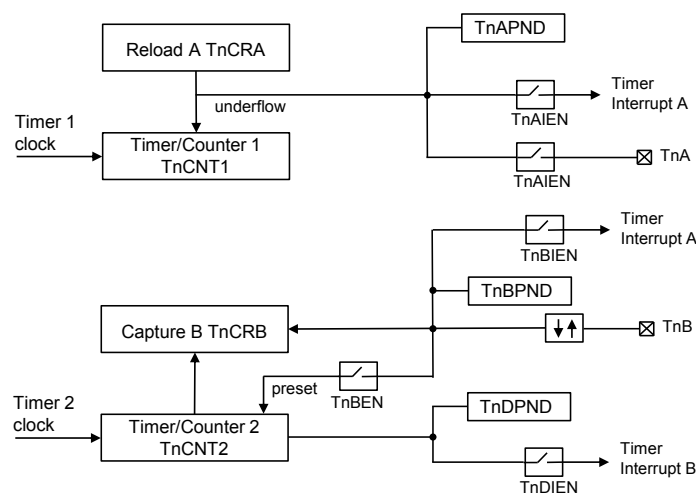 TnAPND
Reload A TnCRA
underflow
Timer
Interrupt A
TnAIEN
Timer 1
clock
Timer/Counter 1
TnCNT1
TnA
TnAIEN
Timer
Interrupt A
TnBIEN
TnBPND
Capture B TnCRB
TnB
preset
TnBEN
Timer 2
clock
Timer/Counter 2
TnCNT2
TnDPND
Timer
Interrupt B
TnDIEN